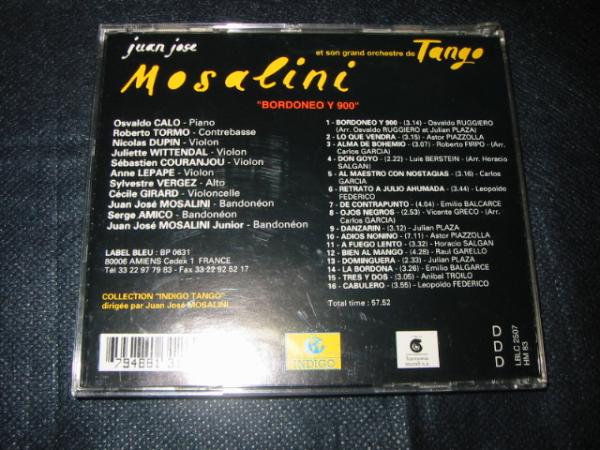 juan jose
et son grand orchestre de Tango
Mosalini
"BORDONEO Y 900"
Osvaldo CALO - Piano
Roberto TORMO - Contrebasse
Nicolas DUPIN - Violon
Juliette WITTENDAL - Violon
Sébastien COURANJOU - Violon
Anne LEPAPE - Violon
Sylvestre VERGEZ - Alto
Cécile GIRARD - Violoncelle
Juan José MOSALINI - Bandonéon
Serge AMICO - Bandonéon
Juan José MOSALINI Junior - Bandonéon
LABEL BLEU : BP 0631
80006 AMIENS Cedex 1 FRANCE
Tél 33 22 97 79 83 - Fax 33 22 92 52 17
COLLECTION "INDIGO TANGO"
dirigée par Juan José MOSALINI
1 - BORDONEO Y 900 - (3.14) - Osvaldo RUGGIERO
(Arr. Osvaldo RUGGIERO et Julian PLAZA)
2 - LO QUE VENDRA - (3.15) - Astor PIAZZOLLA
3 - ALMA DE BOHEMIO - (3.07) - Roberto FIRPO - (Arr.
Carlos GARCIA)
4 - DON GOYO - (2.22) - Luis BERSTEIN - (Arr. Horacio
SALGAN)
5 - AL MAESTRO CON NOSTAGIAS - (3.16) - Carlos
GARCIA
6 - RETRATO A JULIO AHUMADA - (3.44) - Leopoldo
FEDERICO
7 - DE CONTRAPUNTO - (4.04) - Emilio BALCARCE
8 - OJOS NEGROS - (2.53) - Vicente GRECO - (Arr.
Carlos GARCIA)
9 - DANZARIN - (3.12) - Julian PLAZA
10 - ADIOS NONINO - (7.11) - Astor PIAZZOLLA
11 - A FUEGO LENTO - (3.32) - Horacio SALGAN
12 - BIEN AL MANGO - (4.28) - Raul GARELLO
13 - DOMINGUERA - (2.33) - Julian PLAZA
14 - LA BORDONA - (3.26) - Emilio BALGARCE
15 - TRES Y DOS - (3.05) - Anibal TROILO
16 - CABULERO - (3.55) - Leopoldo FEDERICO
Total time : 57.52
INDIGO
D D D
LBLC 2507
HM 83